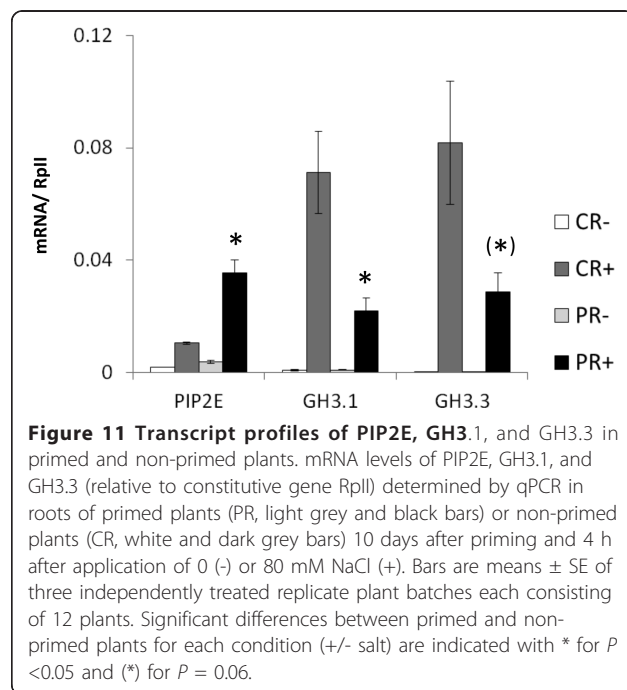 0.12
0.08
0.04
0
mRNA/ RpII
*
*
(*)
CR-
CR+
PR-
PR+
PIP2E GH3.1 GH3.3
Figure 11 Transcript profiles of PIP2E, GH3.1, and GH3.3 in
primed and non-primed plants. mRNA levels of PIP2E, GH3.1, and
GH3.3 (relative to constitutive gene RpII) determined by qPCR in
roots of primed plants (PR, light grey and black bars) or non-primed
plants (CR, white and dark grey bars) 10 days after priming and 4 h
after application of 0 (-) or 80 mM NaCl (+). Bars are means ± SE of
three independently treated replicate plant batches each consisting
of 12 plants. Significant differences between primed and non-
primed plants for each condition (+/- salt) are indicated with * for P
<0.05 and (*) for P = 0.06.